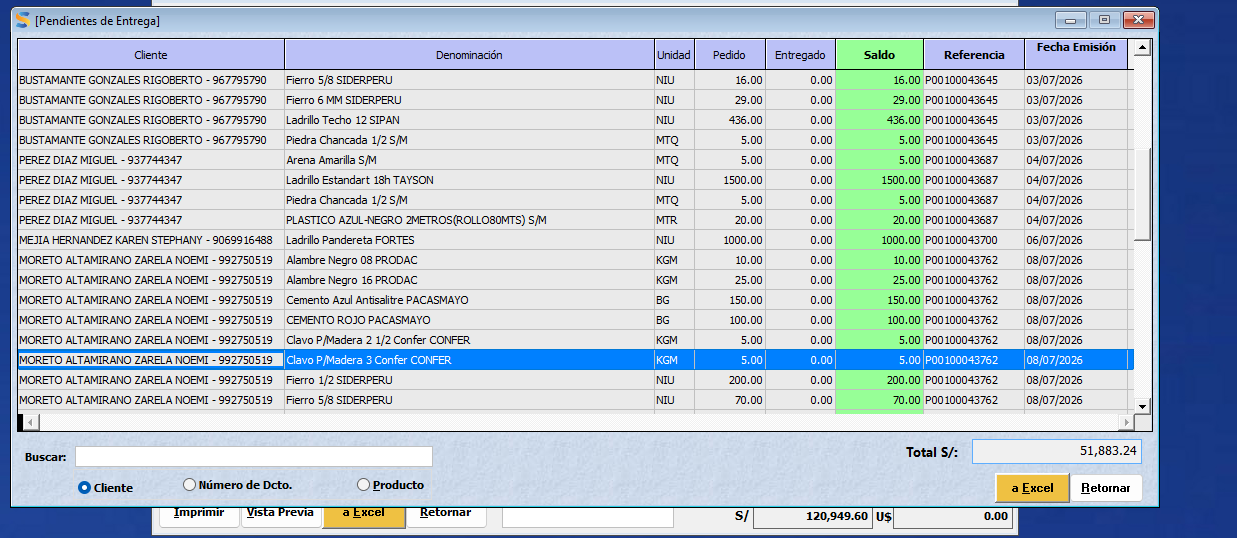 [Pendientes de Entrega]
Cliente Denominación Unidad Pedido Entregado Saldo Referencia Fecha Emisión
BUSTAMANTE GONZALES RIGOBERTO - 967795790 Fierro 5/8 SIDERPERU NIU 16.00 0.00 16.00 P00100043645 03/07/2026
BUSTAMANTE GONZALES RIGOBERTO - 967795790 Fierro 6 MM SIDERPERU NIU 29.00 0.00 29.00 P00100043645 03/07/2026
BUSTAMANTE GONZALES RIGOBERTO - 967795790 Ladrillo Techo 12 SIPAN NIU 436.00 0.00 436.00 P00100043645 03/07/2026
BUSTAMANTE GONZALES RIGOBERTO - 967795790 Piedra Chancada 1/2 S/M MTQ 5.00 0.00 5.00 P00100043645 03/07/2026
PEREZ DIAZ MIGUEL - 937744347 Arena Amarilla S/M MTQ 5.00 0.00 5.00 P00100043687 04/07/2026
PEREZ DIAZ MIGUEL - 937744347 Ladrillo Estandart 18h TAYSON NIU 1500.00 0.00 1500.00 P00100043687 04/07/2026
PEREZ DIAZ MIGUEL - 937744347 Piedra Chancada 1/2 S/M MTQ 5.00 0.00 5.00 P00100043687 04/07/2026
PEREZ DIAZ MIGUEL - 937744347 PLASTICO AZUL-NEGRO 2METROS(ROLLO80MTS) S/M MTR 20.00 0.00 20.00 P00100043687 04/07/2026
MEJIA HERNANDEZ KAREN STEPHANY - 9069916488 Ladrillo Pandereta FORTES NIU 1000.00 0.00 1000.00 P00100043700 06/07/2026
MORETO ALTAMIRANO ZARELA NOEMI - 992750519 Alambre Negro 08 PRODAC KGM 10.00 0.00 10.00 P00100043762 08/07/2026
MORETO ALTAMIRANO ZARELA NOEMI - 992750519 Alambre Negro 16 PRODAC KGM 25.00 0.00 25.00 P00100043762 08/07/2026
MORETO ALTAMIRANO ZARELA NOEMI - 992750519 Cemento Azul Antisalitre PACASMAYO BG 150.00 0.00 150.00 P00100043762 08/07/2026
MORETO ALTAMIRANO ZARELA NOEMI - 992750519 CEMENTO ROJO PACASMAYO BG 100.00 0.00 100.00 P00100043762 08/07/2026
MORETO ALTAMIRANO ZARELA NOEMI - 992750519 Clavo P/Madera 2 1/2 Confer CONFER KGM 5.00 0.00 5.00 P00100043762 08/07/2026
MORETO ALTAMIRANO ZARELA NOEMI - 992750519 Clavo P/Madera 3 Confer CONFER KGM 5.00 0.00 5.00 P00100043762 08/07/2026
MORETO ALTAMIRANO ZARELA NOEMI - 992750519 Fierro 1/2 SIDERPERU NIU 200.00 0.00 200.00 P00100043762 08/07/2026
MORETO ALTAMIRANO ZARELA NOEMI - 992750519 Fierro 5/8 SIDERPERU NIU 70.00 0.00 70.00 P00100043762 08/07/2026
Buscar: Total S/: 51,883.24
Cliente Número de Dcto. Producto a Excel Retornar
Imprimir Vista Previa a Excel Retornar S/ 120,949.60 U$ 0.00